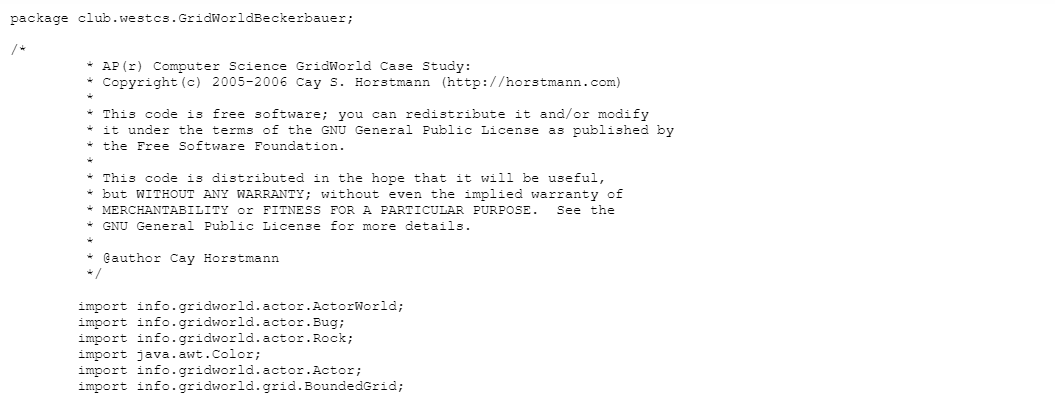 package club.westcs.GridWorldBeckerbauer;
/*
* AP(r) Computer Science GridWorld Case Study:
* Copyright(c) 2005-2006 Cay S. Horstmann (http://horstmann.com)
*
* This code is free software; you can redistribute it and/or modify
* it under the terms of the GNU General Public License as published by
* the Free Software Foundation.
*
* This code is distributed in the hope that it will be useful,
* but WITHOUT ANY WARRANTY; without even the implied warranty of
* MERCHANTABILITY or FITNESS FOR A PARTICULAR PURPOSE.  See the
* GNU General Public License for more details.
*
* @author Cay Horstmann
*/
import info.gridworld.actor.ActorWorld;
import info.gridworld.actor.Bug;
import info.gridworld.actor.Rock;
import java.awt.Color;
import info.gridworld.actor.Actor;
import info.gridworld.grid.BoundedGrid;